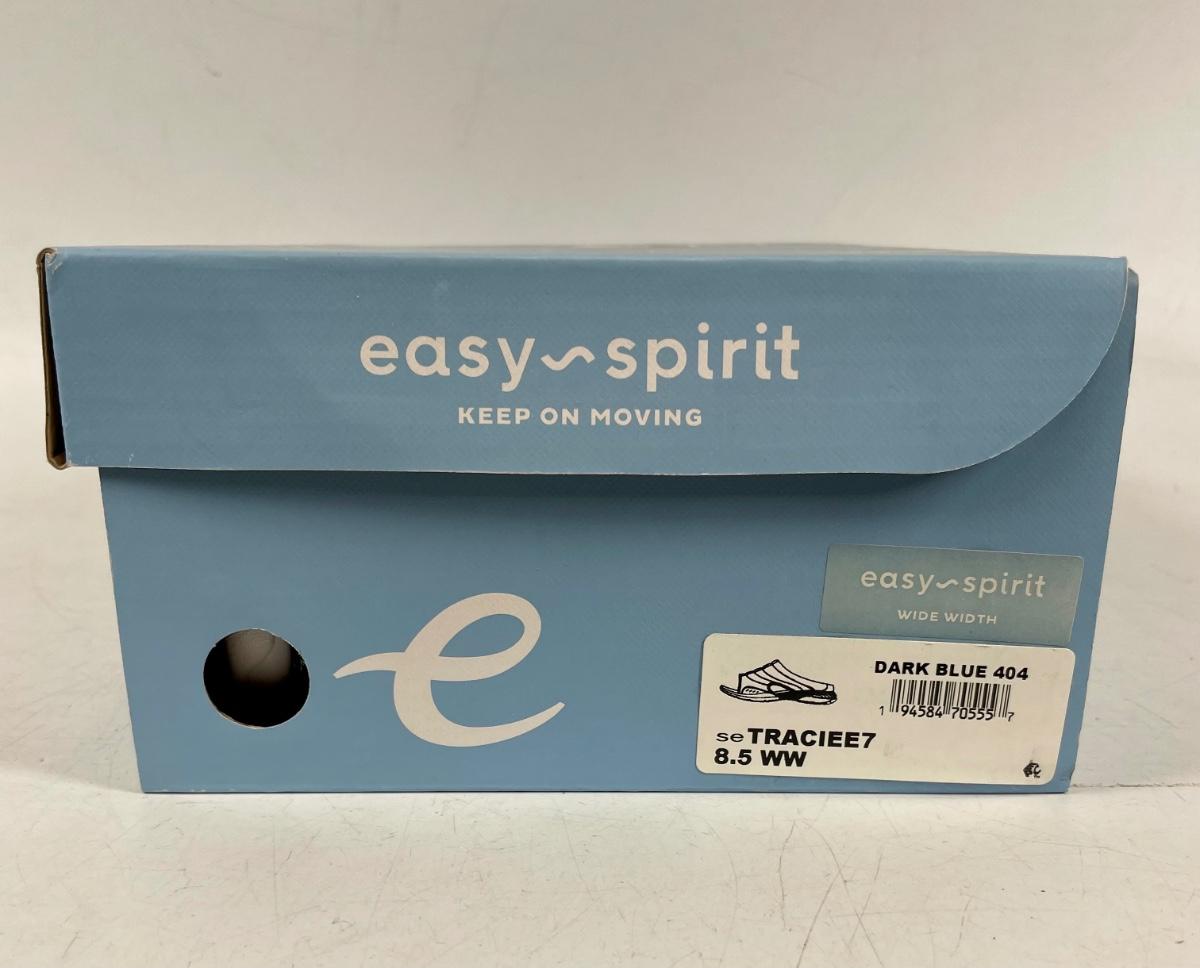 easy~spirit
KEEP ON MOVING
e
easy~spirit
WIDE WIDTH
DARK BLUE 404
1 94584 70555 7
se TRACIEE7
8.5 WW